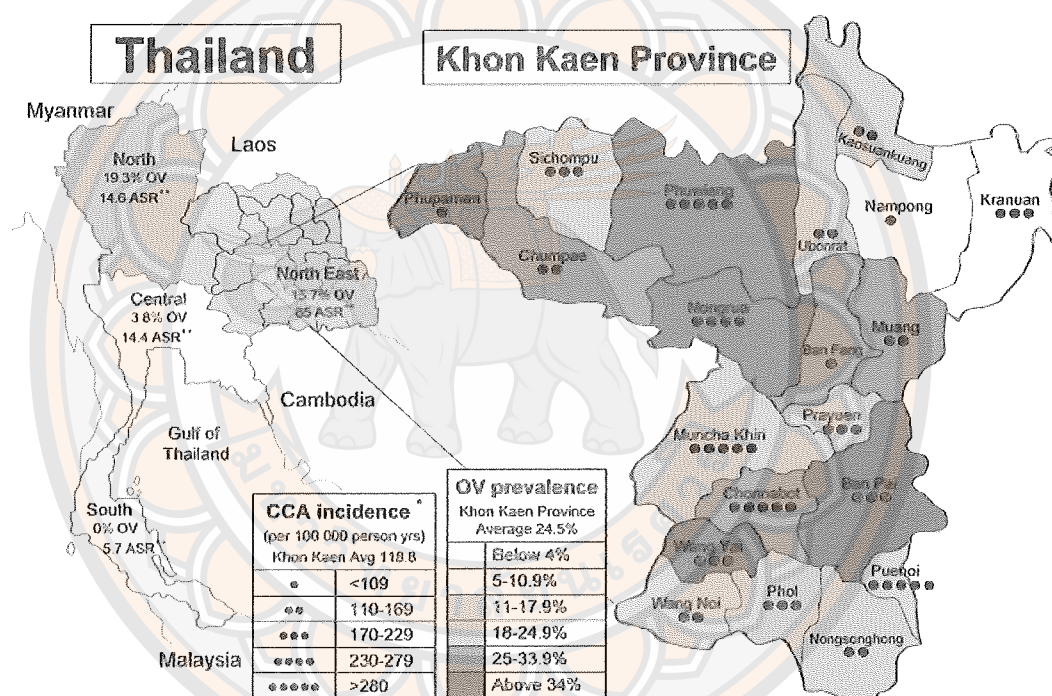 Thailand
Khon Kaen Province
Myanmar
Laos
North
19.3% OV
14.6 ASR**
North East
15.7% OV
85 ASR
Central
3.8% OV
14.4 ASR**
Cambodia
Gulf of
Thailand
South
0% OV
5.7 ASR
Malaysia
Sichompu
Phupaman
Chumpae
Phuwiang
Nongrua
Kaosuankuang
Nampong
Kranuan
Ubonrat
Muang
Ban Fang
Prayuen
Muncha Khiri
Chonnabot
Ban Pai
Wang Yai
Wang Noi
Phol
Puenoi
Nongsonghong
CCA incidence *
(per 100 000 person yrs)
Khon Kaen Avg 118.8
<109
110-169
170-229
230-279
>280
OV prevalence
Khon Kaen Province
Average 24.5%
Below 4%
5-10.9%
11-17.9%
18-24.9%
25-33.9%
Above 34%